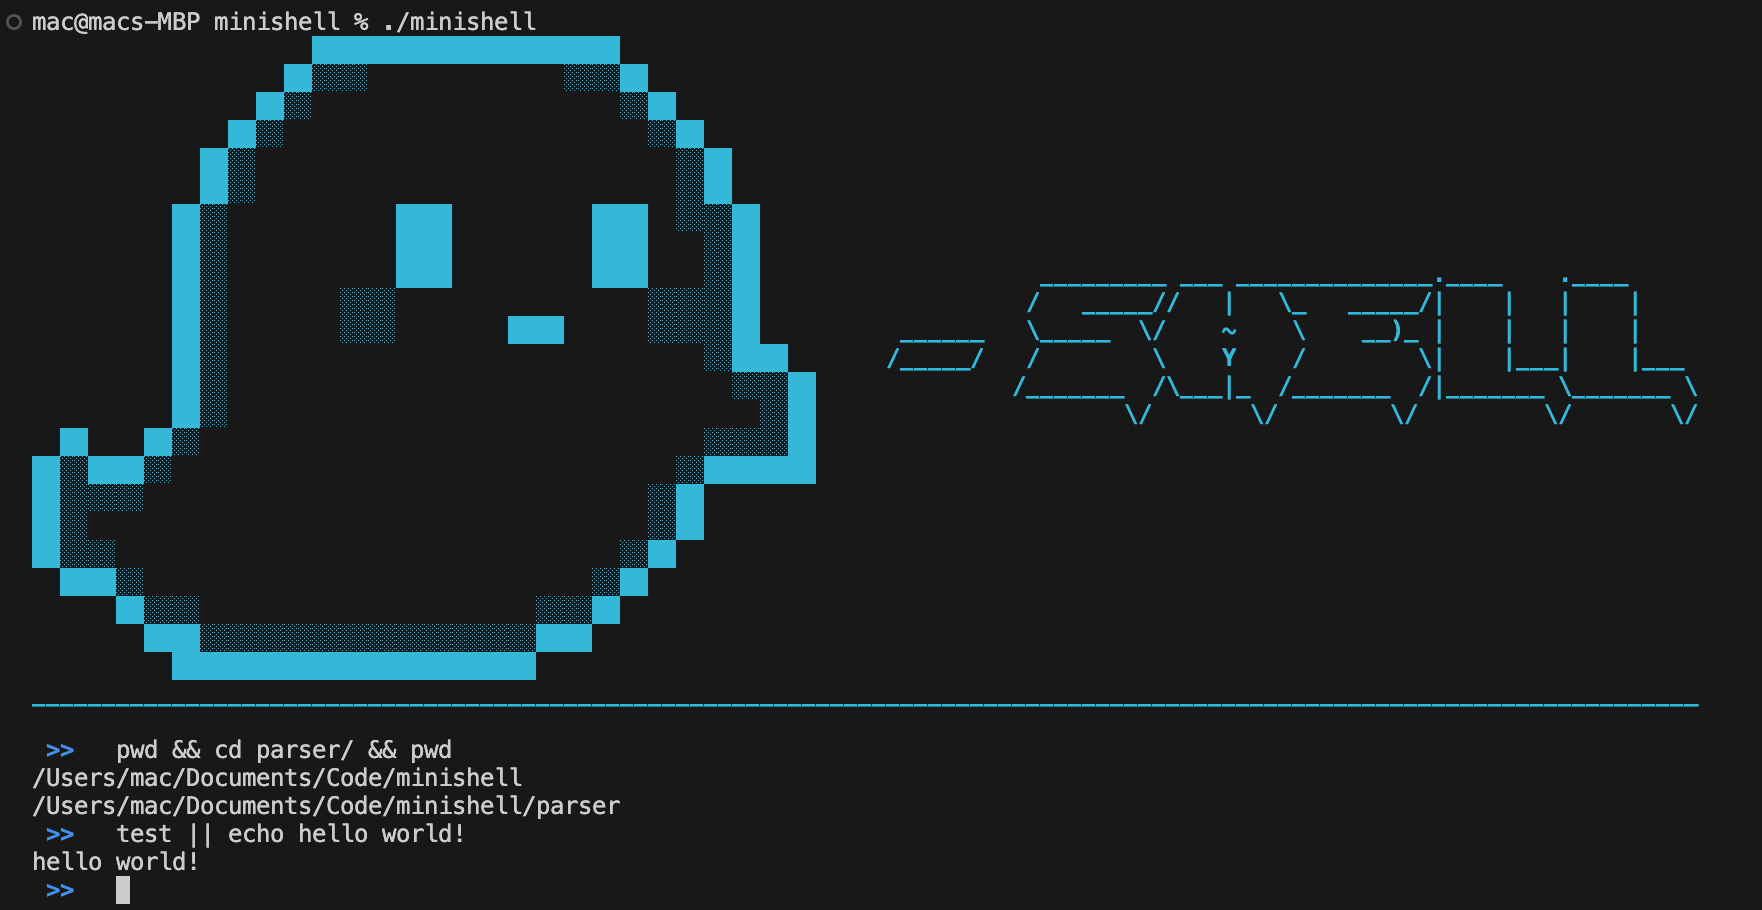 mac@macs-MBP minishell % ./minishell
- SHELL
>> pwd && cd parser/ && pwd
/Users/mac/Documents/Code/minishell
/Users/mac/Documents/Code/minishell/parser
>> test || echo hello world!
hello world!
>>